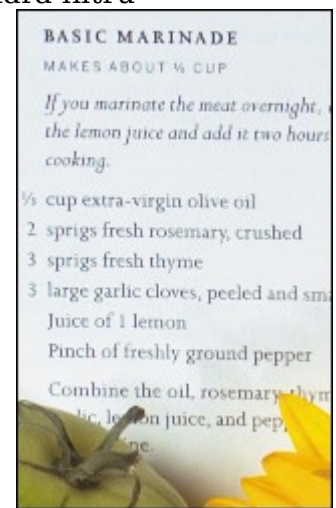 BASIC MARINADE
MAKES ABOUT ½ CUP
If you marinate the meat overnight,
the lemon juice and add it two hours
cooking.
⅓ cup extra-virgin olive oil
2 sprigs fresh rosemary, crushed
3 sprigs fresh thyme
3 large garlic cloves, peeled and sma
Juice of 1 lemon
Pinch of freshly ground pepper
Combine the oil, rosemary, thym
lic, lemon juice, and pep
ne.